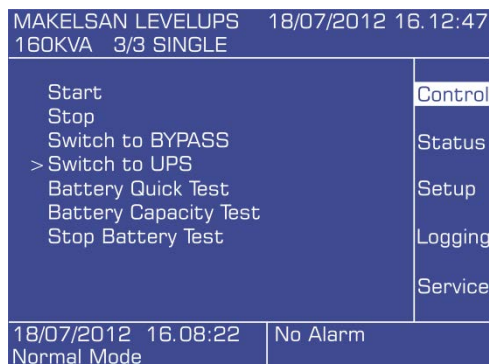 MAKELSAN LEVELUPS 18/07/2012 16.12:47
160KVA 3/3 SINGLE
Start
Stop
Switch to BYPASS
> Switch to UPS
Battery Quick Test
Battery Capacity Test
Stop Battery Test
Control
Status
Setup
Logging
Service
18/07/2012 16.08:22 No Alarm
Normal Mode